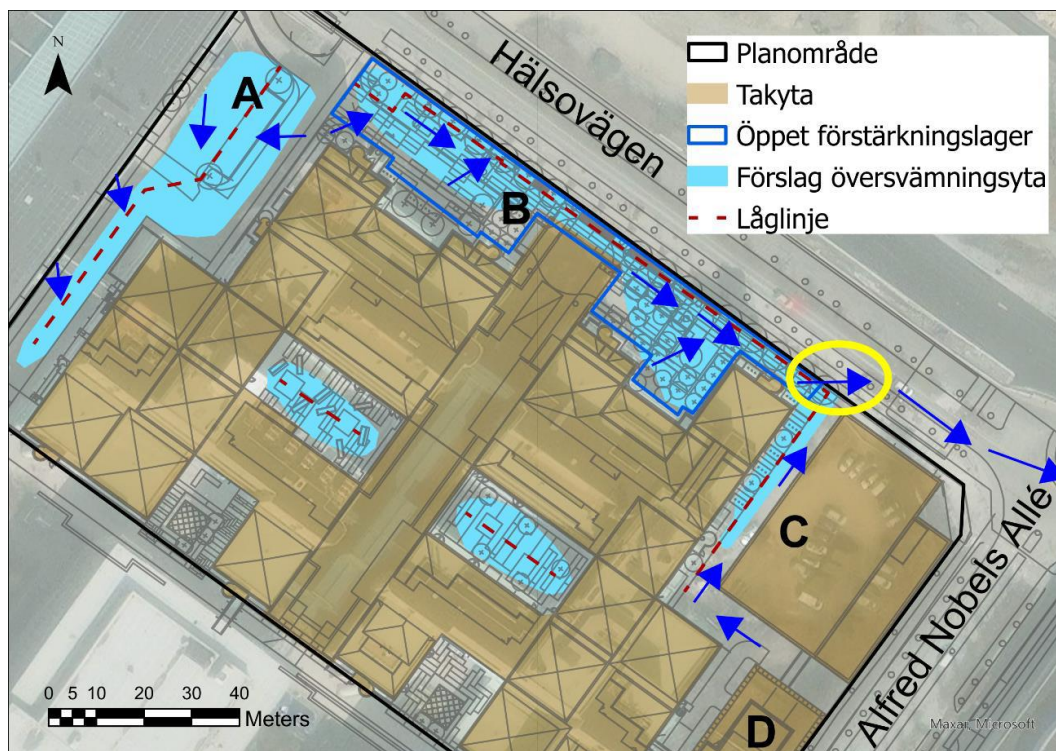 N
A
Hälsovägen
Planområde
Takyta
Öppet förstärkningslager
Förslag översvämningsyta
Låglinje
B
C
Alfred Nobels Allé
0 5 10 20 30 40
Meters
D
Maxar, Microsoft